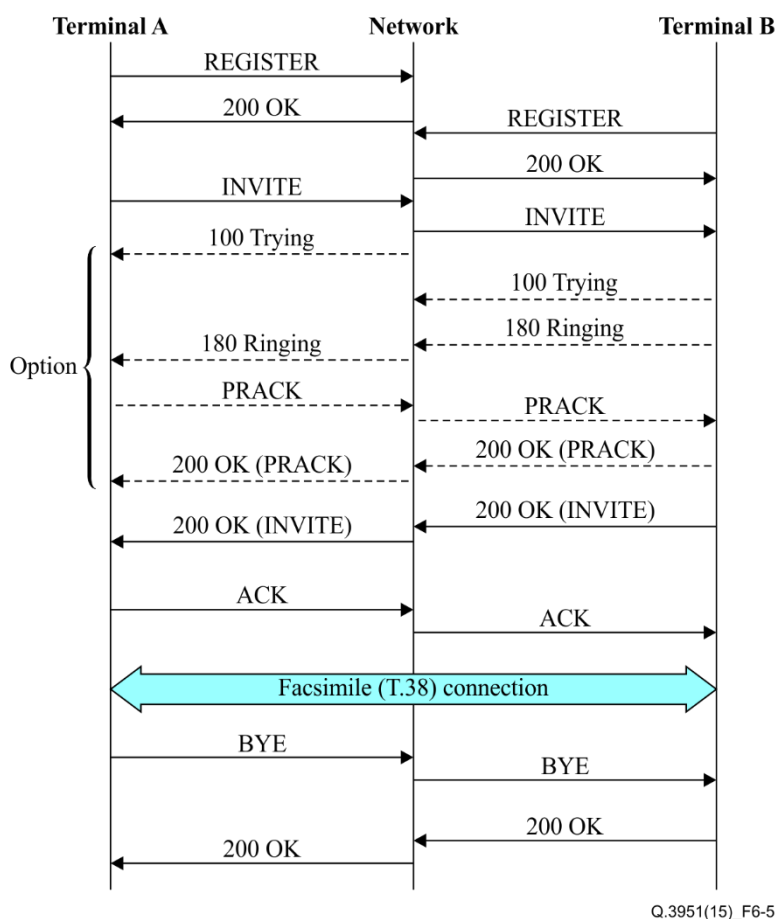 Terminal A
Network
Terminal B
REGISTER
200 OK
REGISTER
200 OK
INVITE
INVITE
100 Trying
100 Trying
180 Ringing
180 Ringing
Option
PRACK
PRACK
200 OK (PRACK)
200 OK (PRACK)
200 OK (INVITE)
200 OK (INVITE)
ACK
ACK
Facsimile (T.38) connection
BYE
BYE
200 OK
200 OK
Q.3951(15)_F6-5